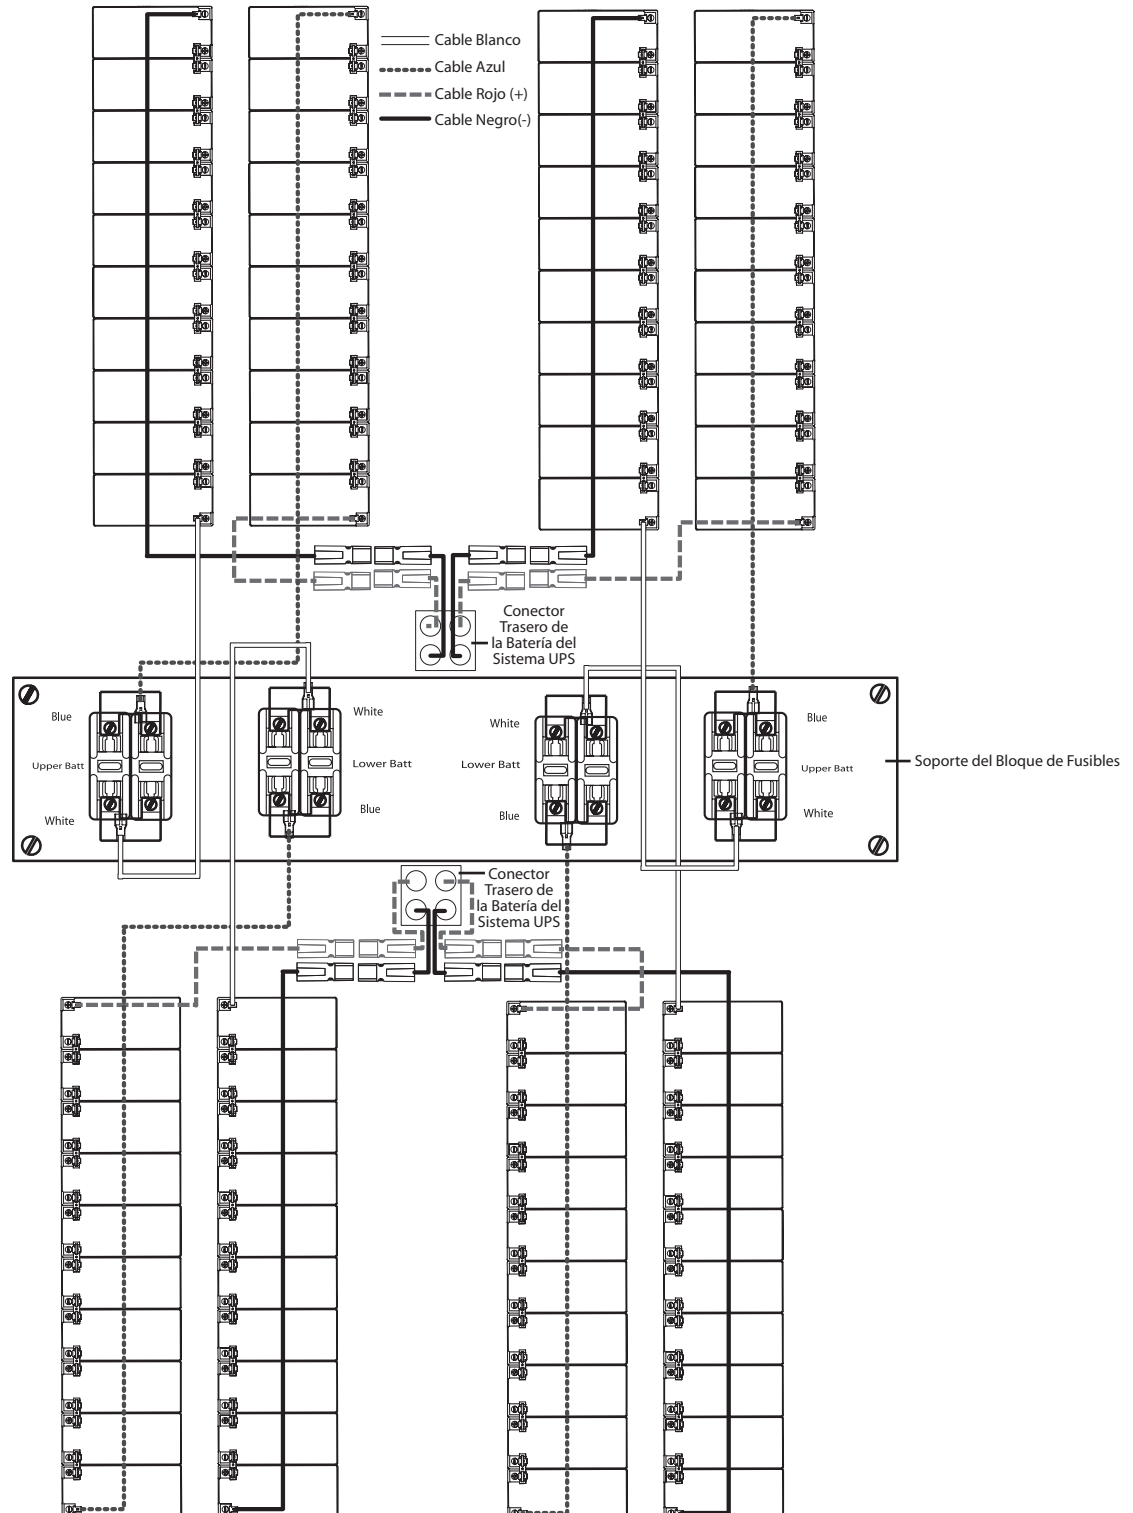 Cable Blanco
Cable Azul
Cable Rojo (+)
Cable Negro(-)
Conector
Trasero de
la Batería del
Sistema UPS
Blue
Upper Batt
White
White
Lower Batt
Blue
White
Lower Batt
Blue
Blue
Upper Batt
White
Soporte del Bloque de Fusibles
Conector
Trasero de
la Batería del
Sistema UPS